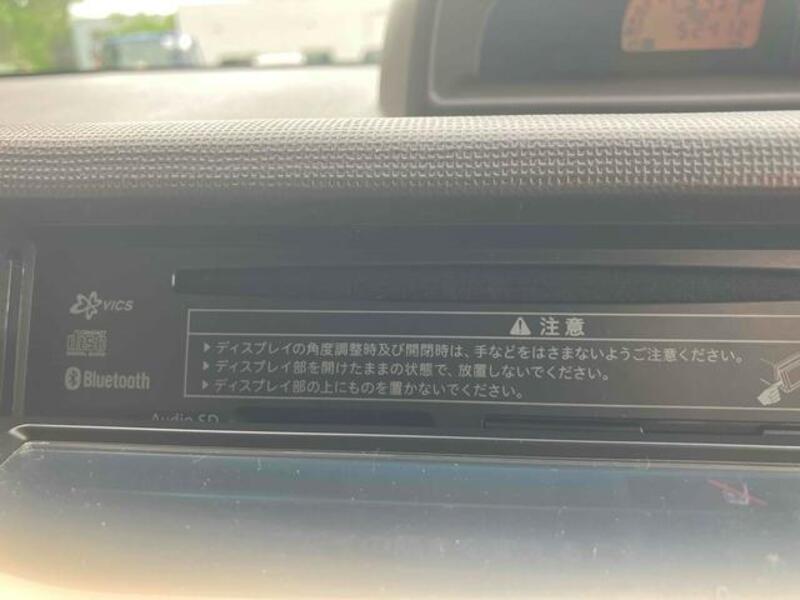 VICS
⚠ 注意
▶ディスプレイの角度調整時及び開閉時は、手などをはさまないようご注意ください。
▶ディスプレイ部を開けたままの状態で、放置しないでください。
▶ディスプレイ部の上にものを置かないでください。
disc
Bluetooth
Audio SD